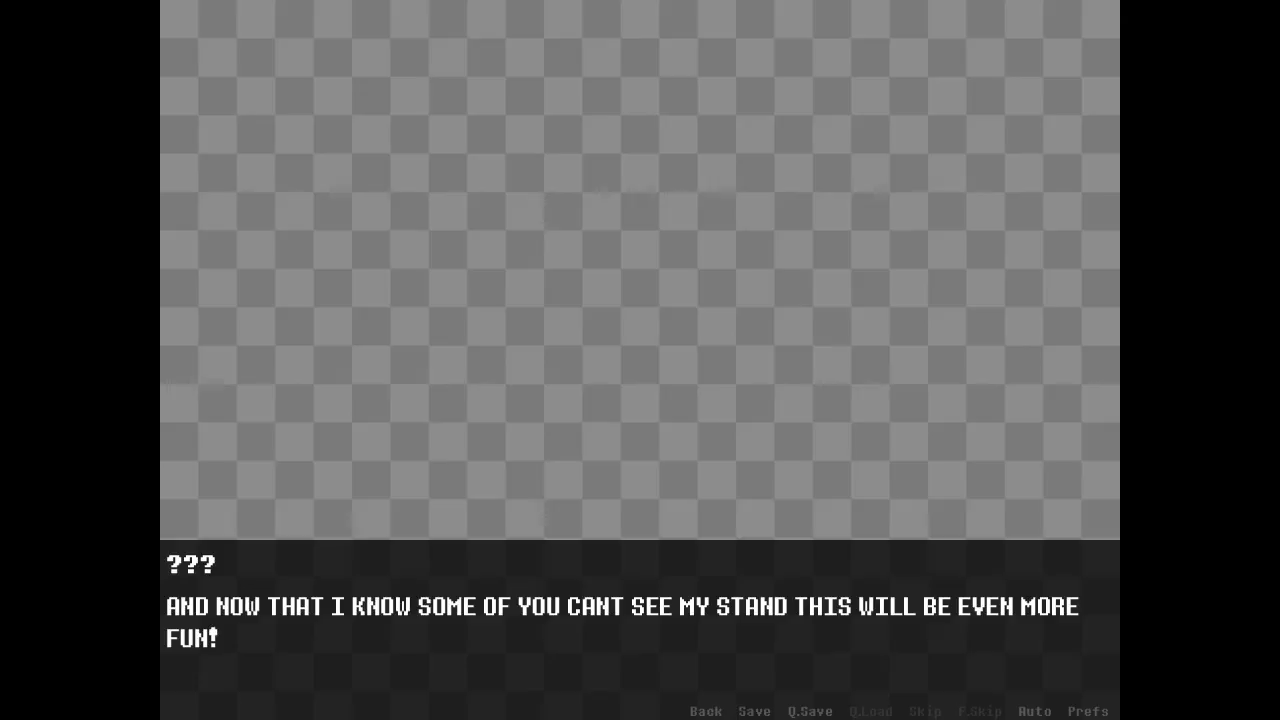 ???
AND NOW THAT I KNOW SOME OF YOU CANT SEE MY STAND THIS WILL BE EVEN MORE
FUN!
Back Save Q.Save Q.Load Skip F.Skip Auto Prefs